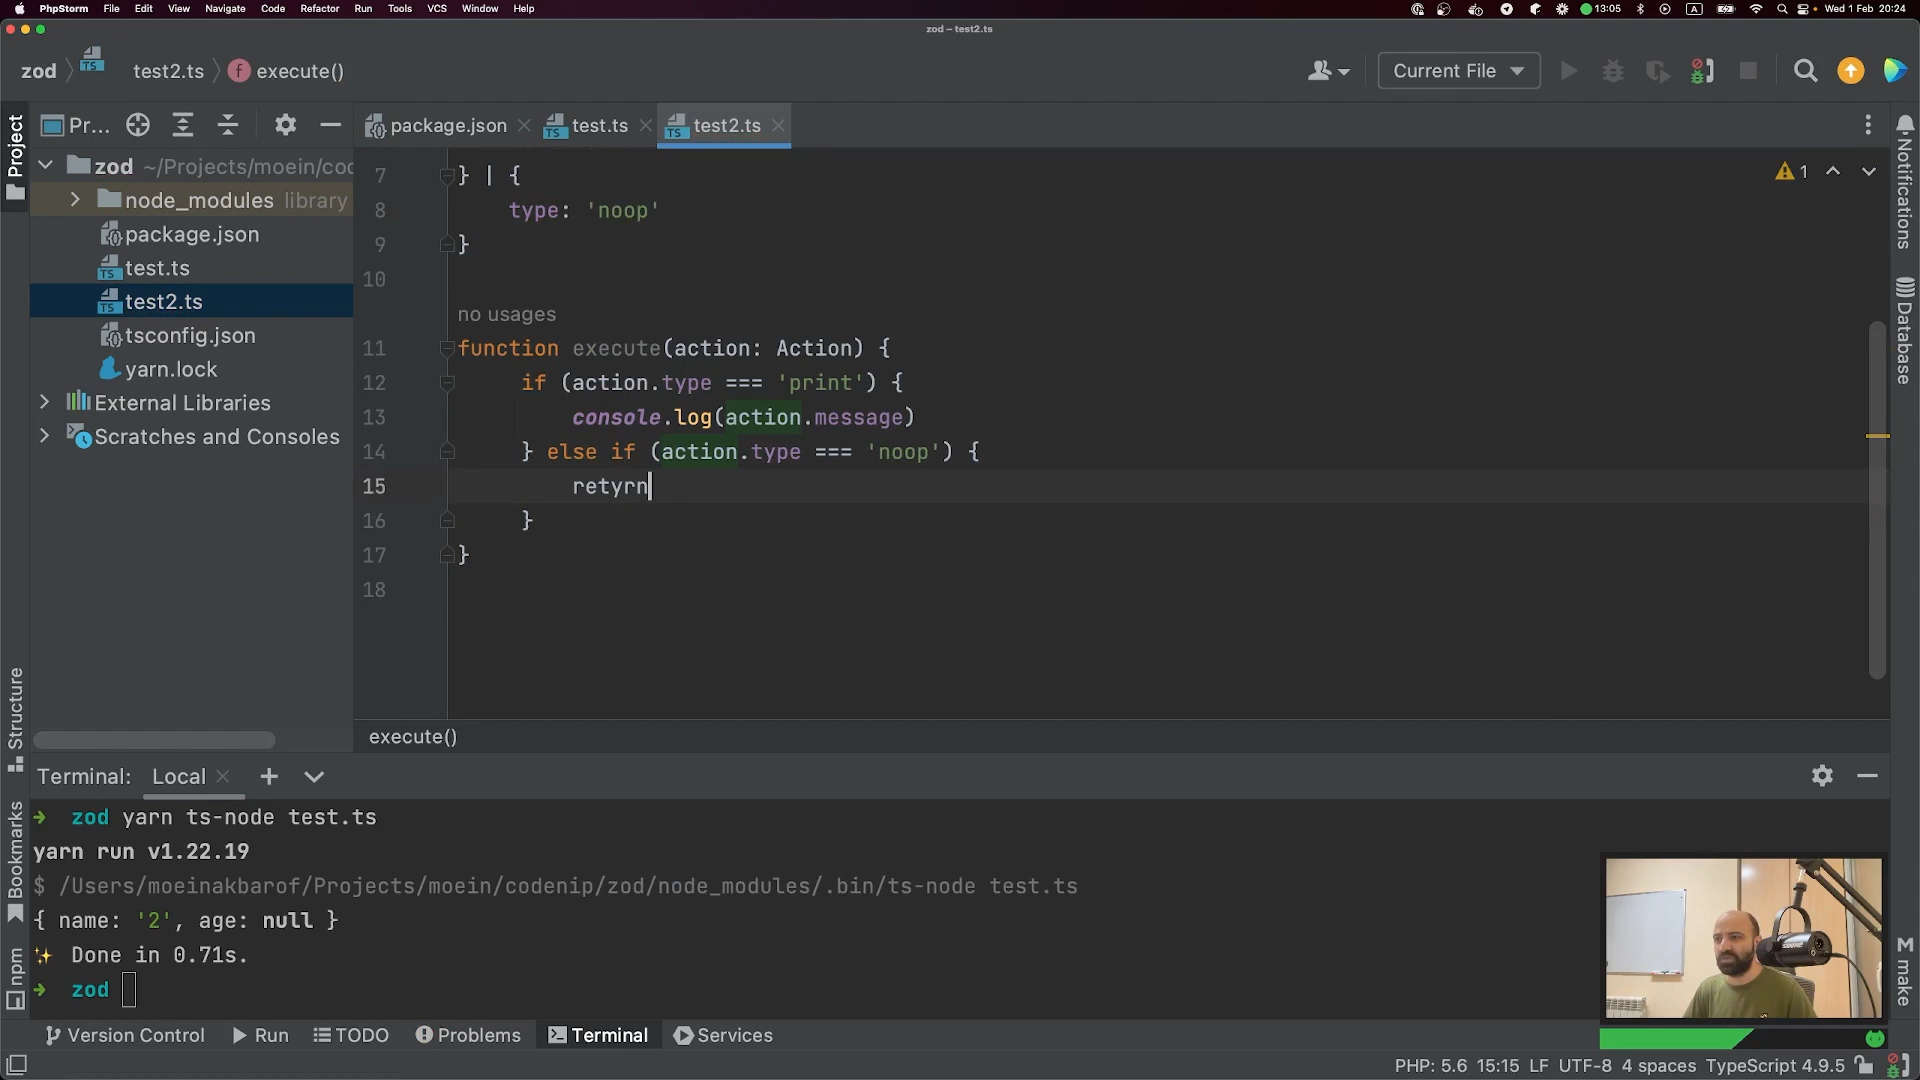 PhpStorm File Edit View Navigate Code Refactor Run Tools VCS Window Help
13:05 A Wed 1 Feb 20:24
zod – test2.ts
zod test2.ts f execute()
Current File
Project
Pr...
package.json
test.ts
test2.ts
zod ~/Projects/moein/cod
node_modules library
package.json
test.ts
test2.ts
tsconfig.json
yarn.lock
External Libraries
Scratches and Consoles
7 } | {
8 type: 'noop'
9 }
10
no usages
11 function execute(action: Action) {
12 if (action.type === 'print') {
13 console.log(action.message)
14 } else if (action.type === 'noop') {
15 retyrn
16 }
17 }
18
1
Notifications
Database
make
execute()
Structure
Bookmarks
npm
Terminal: Local
➜ zod yarn ts-node test.ts
yarn run v1.22.19
$ /Users/moeinakbarof/Projects/moein/codenip/zod/node_modules/.bin/ts-node test.ts
{ name: '2', age: null }
✨ Done in 0.71s.
➜ zod
Version Control Run TODO Problems Terminal Services
PHP: 5.6 15:15 LF UTF-8 4 spaces TypeScript 4.9.5